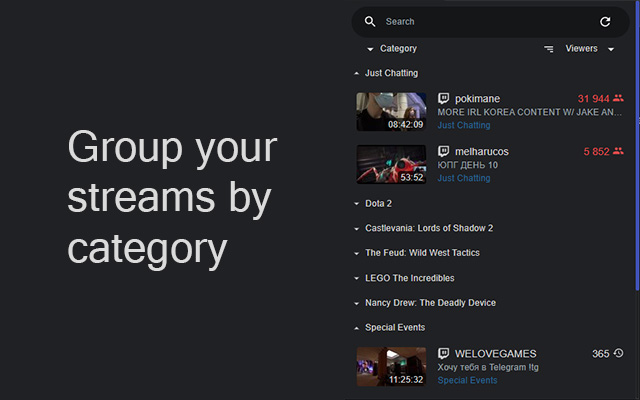 Group your
streams by
category
Search
Category
Viewers
Just Chatting
pokimane
31 944
MORE IRL KOREA CONTENT W/ JAKE AN...
Just Chatting
08:42:09
melharucos
5 852
ЮПГ ДЕНЬ 10
Just Chatting
53:52
Dota 2
Castlevania: Lords of Shadow 2
The Feud: Wild West Tactics
LEGO The Incredibles
Nancy Drew: The Deadly Device
Special Events
WELOVEGAMES
365
Хочу тебя в Telegram !tg
Special Events
11:25:32